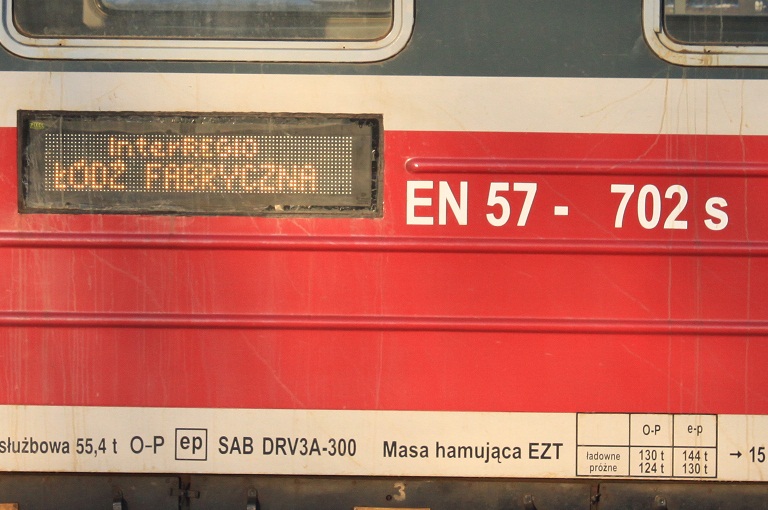 interREGIO
ŁÓDŹ FABRYCZNA
EN 57 - 702 s
służbowa 55,4 t O-P ep SAB DRV3A-300 Masa hamująca EZT
O-P e-p
ładowne 130 t 144 t
próżne 124 t 130 t
→ 15
3